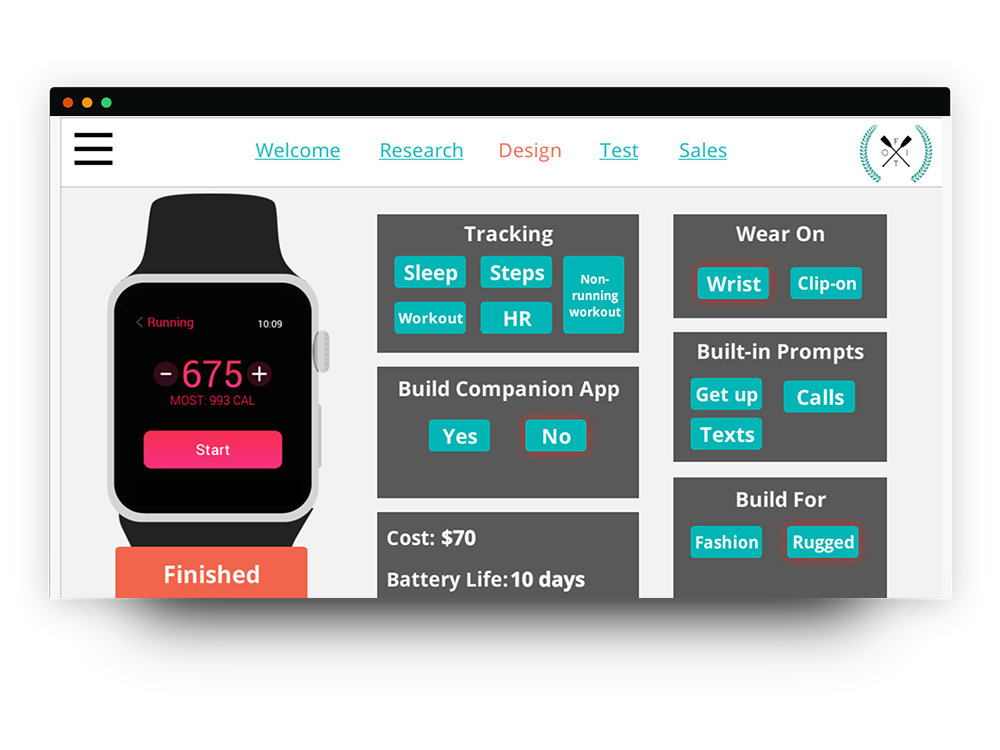 Welcome Research Design Test Sales
F
O I
T
Running 10:09
− 675 +
MOST: 993 CAL
Start
Finished
Tracking
Sleep Steps
Workout HR
Non-
running
workout
Build Companion App
Yes No
Cost: $70
Battery Life: 10 days
Wear On
Wrist Clip-on
Built-in Prompts
Get up Calls
Texts
Build For
Fashion Rugged